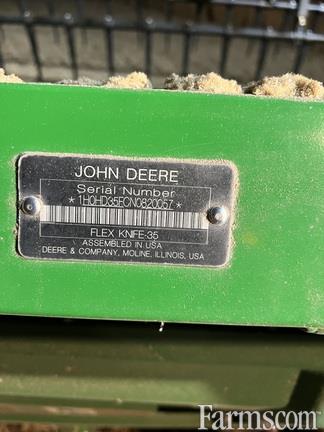 JOHN DEERE
Serial Number
*1H0HD35FCN0820057*
FLEX KNIFE-35
ASSEMBLED IN USA
DEERE & COMPANY, MOLINE, ILLINOIS, USA
Farms.com